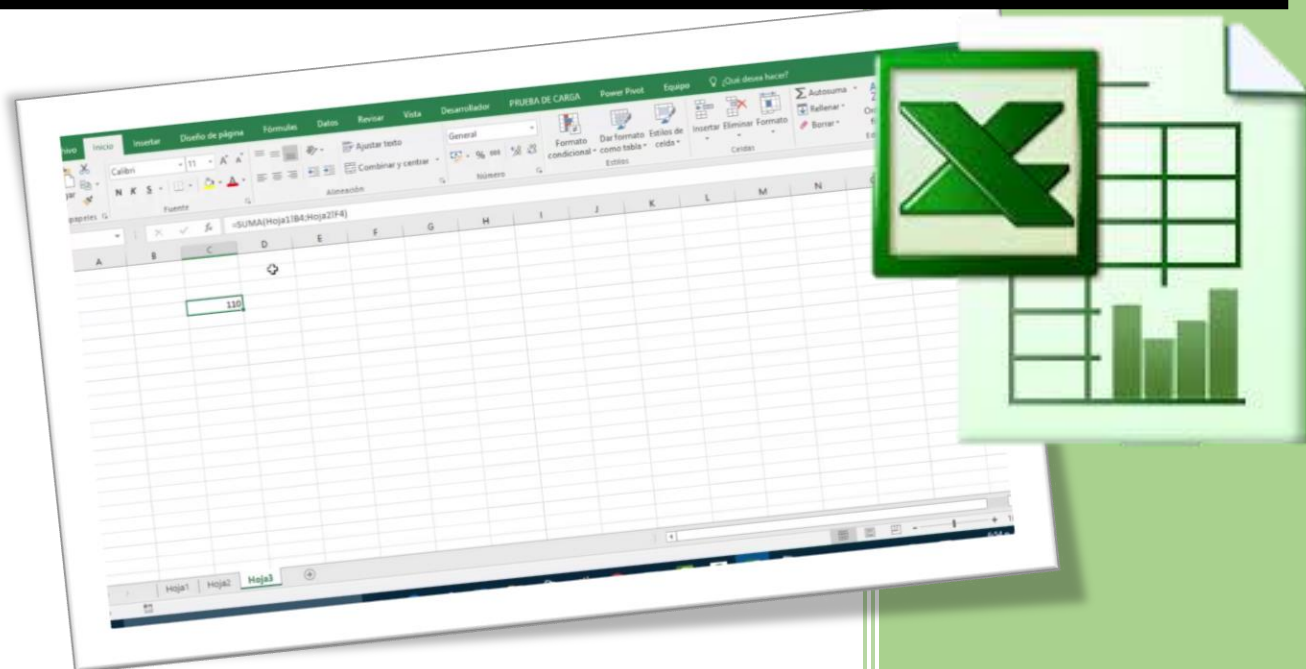 Inicio Insertar Diseño de página Fórmulas Datos Revisar Vista Desarrollador PRUEBA DE CARGA Power Pivot Equipo ¿Qué desea hacer?
Calibri 11 A A Ajustar texto General Formato condicional Dar formato como tabla Estilos de celda Insertar Eliminar Formato Autosuma
N K S A Combinar y centrar % 000 Rellenar
Borrar
Fuente Alineación Número Estilos Celdas
fx =SUMA(Hoja1!B4;Hoja2!F4)
A B C D E F G H I J K L M N
110
Hoja1 Hoja2 Hoja3